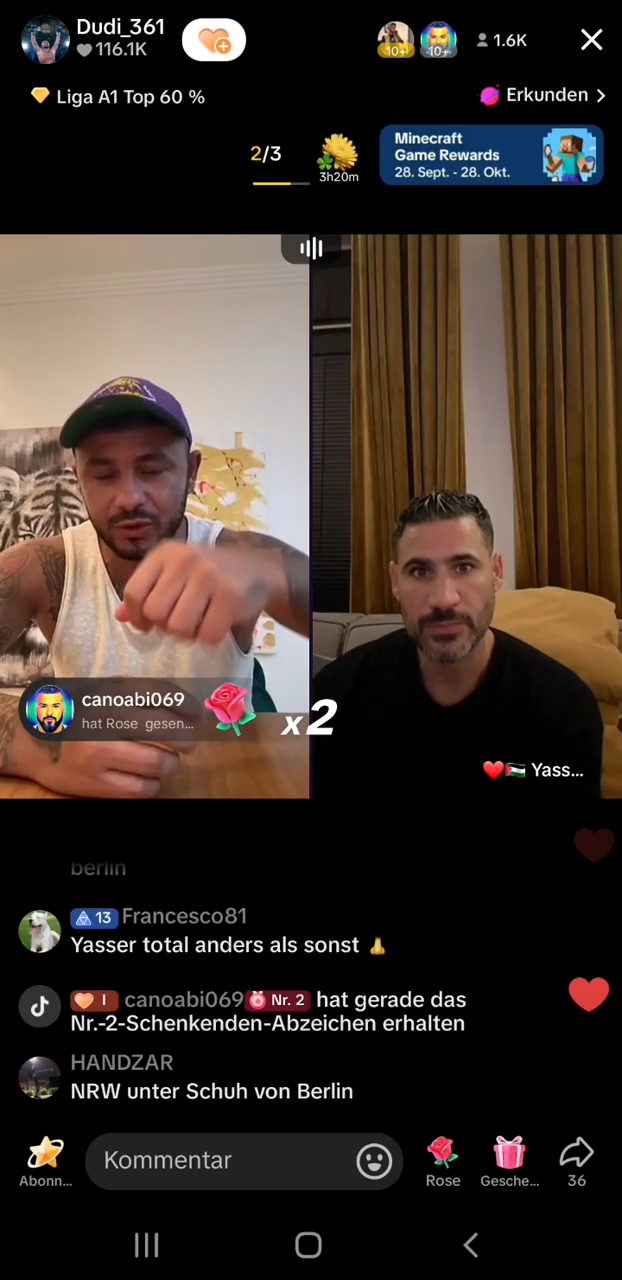 Dudi_361
116.1K
10+
10+
1.6K
Liga A1 Top 60 %
Erkunden
2/3
3h20m
Minecraft
Game Rewards
28. Sept. - 28. Okt.
canoabi069
hat Rose gesen...
x2
❤️🇵🇸 Yass...
berlin
13 Francesco81
Yasser total anders als sonst 👃
I canoabi069 Nr. 2 hat gerade das
Nr.-2-Schenkenden-Abzeichen erhalten
HANDZAR
NRW unter Schuh von Berlin
Abonn...
Kommentar
Rose
Gesche...
36